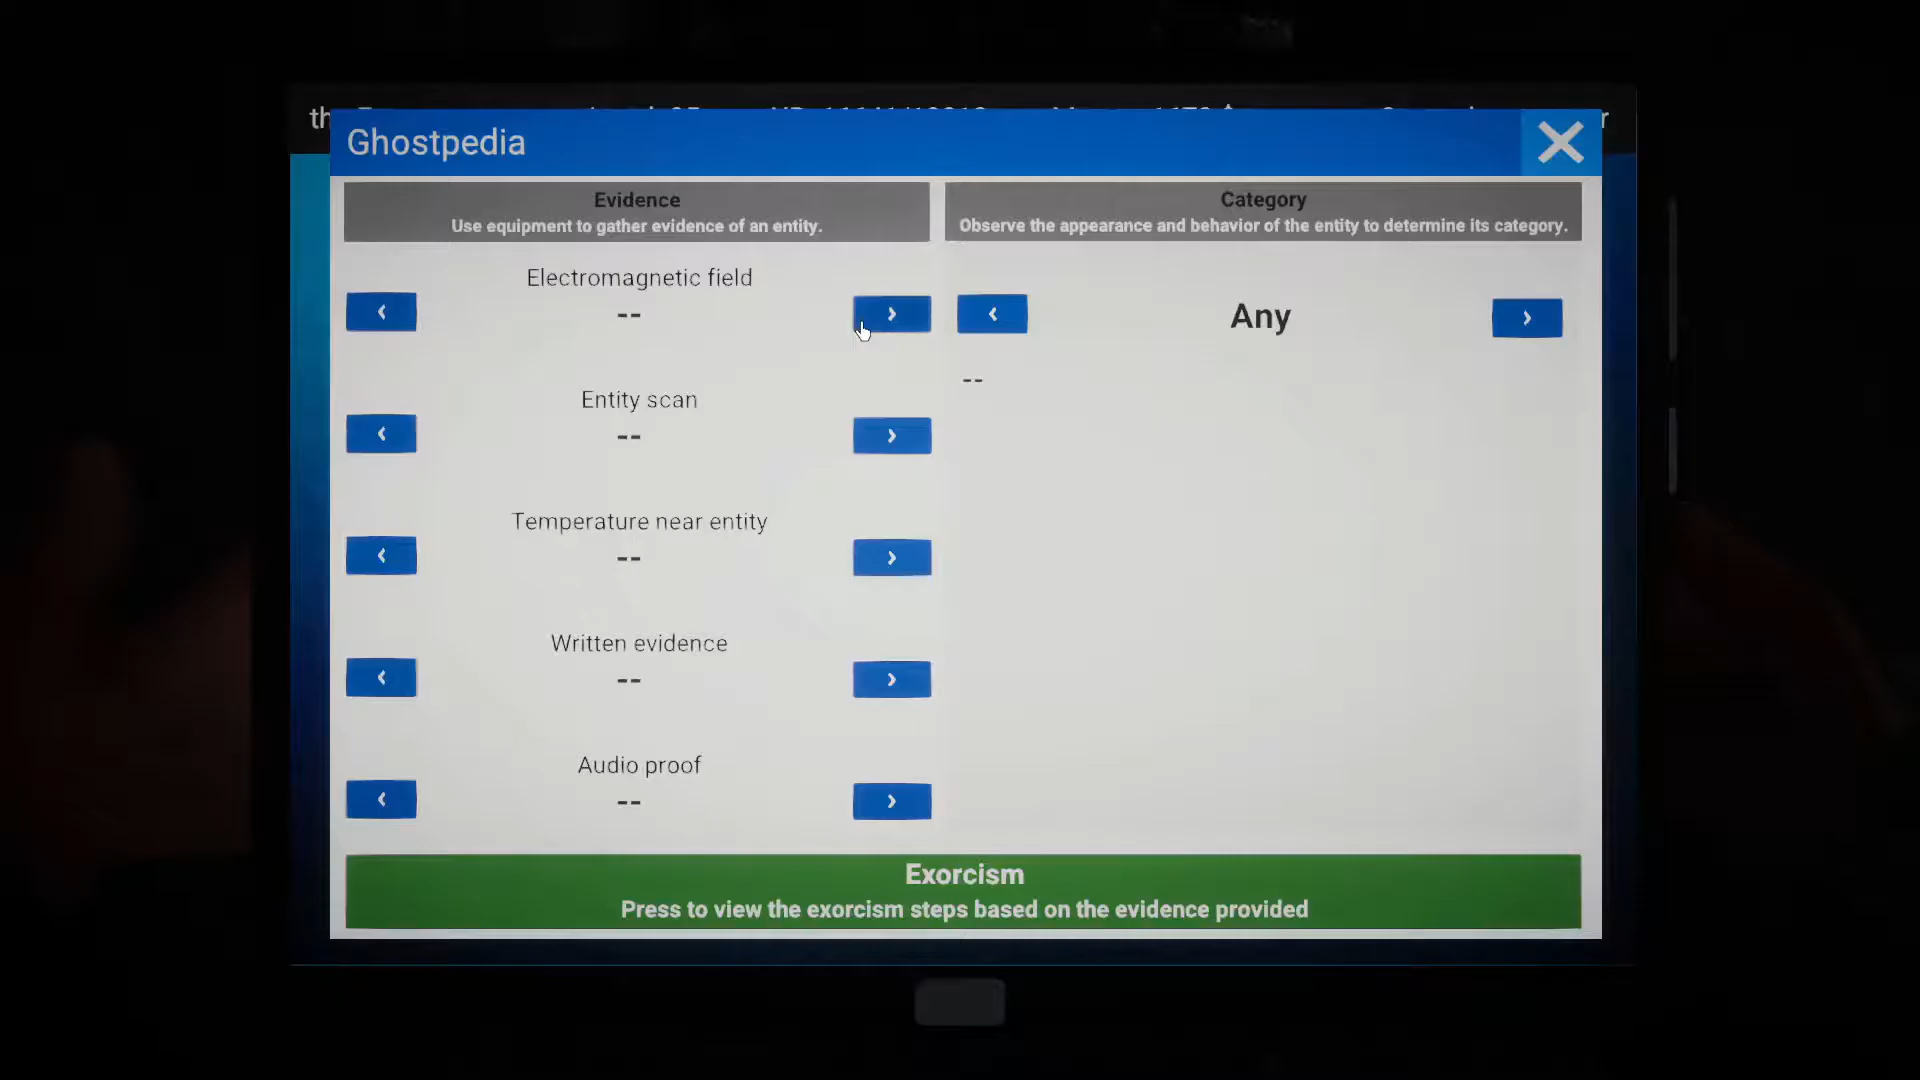 Ghostpedia
Evidence
Use equipment to gather evidence of an entity.
Category
Observe the appearance and behavior of the entity to determine its category.
Electromagnetic field
--
Any
--
Entity scan
--
Temperature near entity
--
Written evidence
--
Audio proof
--
Exorcism
Press to view the exorcism steps based on the evidence provided